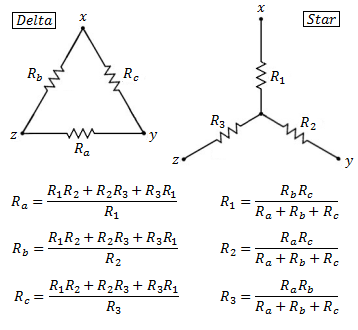 Delta
Star
x
x
R_b
R_c
R_1
R_3
R_2
z
y
R_a
z
y
R_a = (R_1R_2 + R_2R_3 + R_3R_1) / R_1
R_1 = R_bR_c / (R_a + R_b + R_c)
R_b = (R_1R_2 + R_2R_3 + R_3R_1) / R_2
R_2 = R_aR_c / (R_a + R_b + R_c)
R_c = (R_1R_2 + R_2R_3 + R_3R_1) / R_3
R_3 = R_aR_b / (R_a + R_b + R_c)